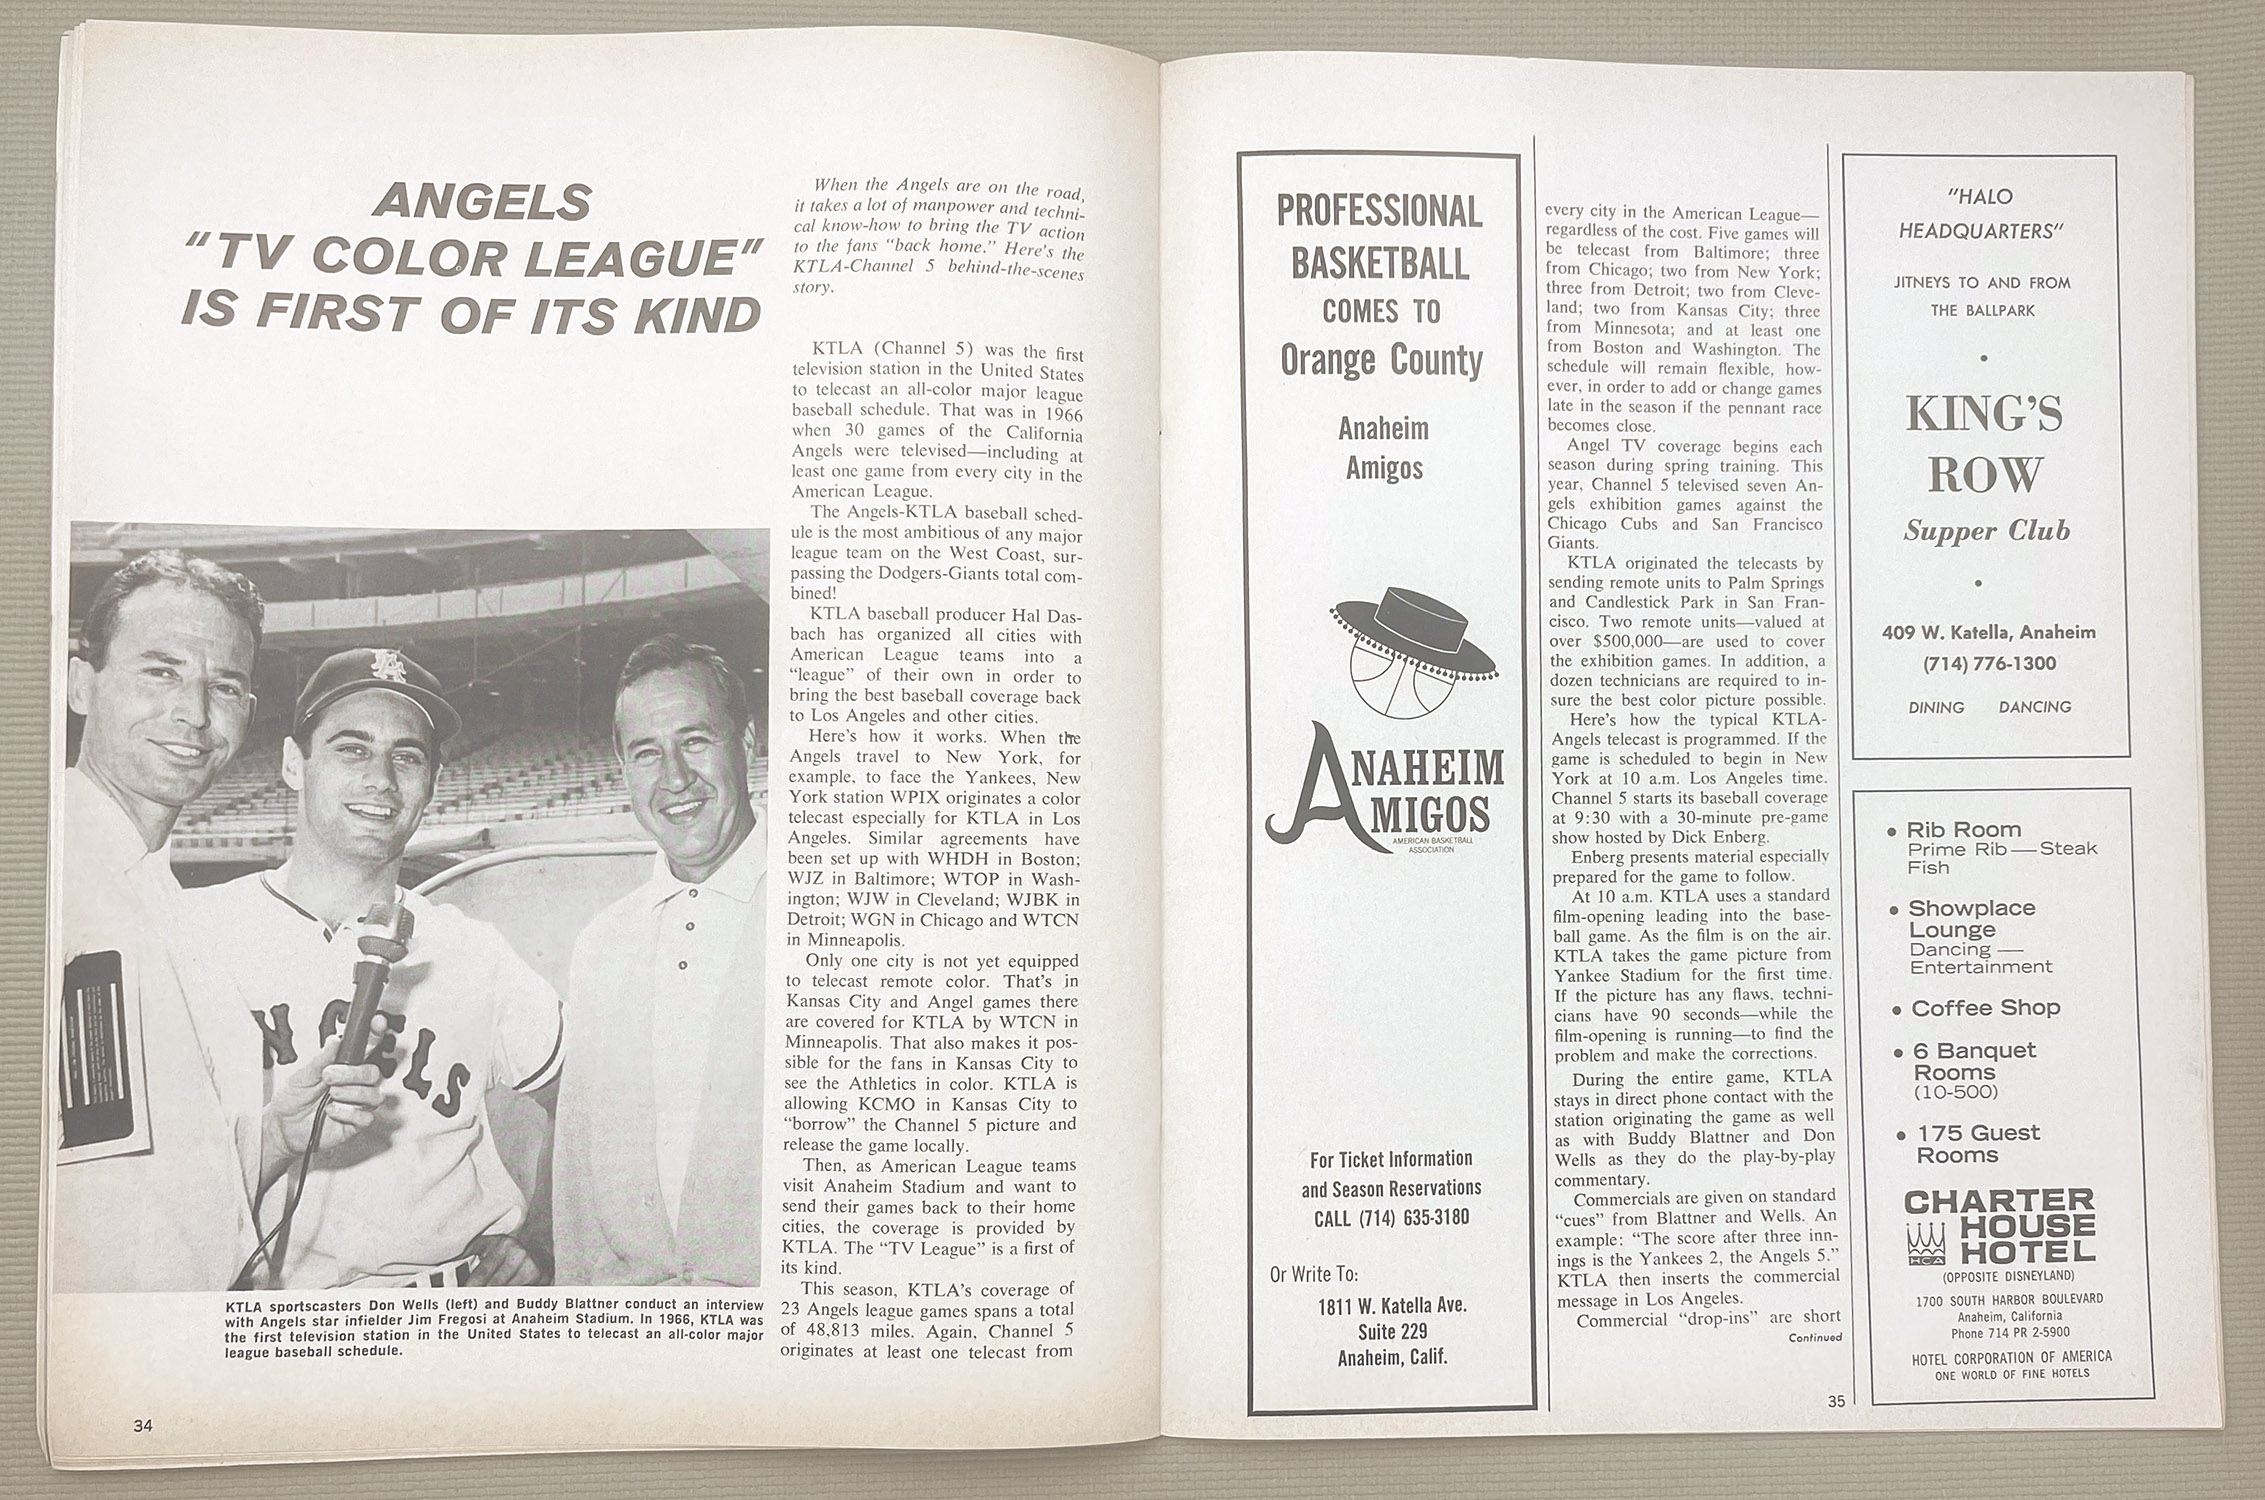 ANGELS
"TV COLOR LEAGUE"
IS FIRST OF ITS KIND
When the Angels are on the road,
it takes a lot of manpower and techni-
cal know-how to bring the TV action
to the fans "back home." Here's the
KTLA-Channel 5 behind-the-scenes
story.
KTLA (Channel 5) was the first
television station in the United States
to telecast an all-color major league
baseball schedule. That was in 1966
when 30 games of the California
Angels were televised—including at
least one game from every city in the
American League.
The Angels-KTLA baseball sched-
ule is the most ambitious of any major
league team on the West Coast, sur-
passing the Dodgers-Giants total com-
bined!
KTLA baseball producer Hal Das-
bach has organized all cities with
American League teams into a
"league" of their own in order to
bring the best baseball coverage back
to Los Angeles and other cities.
Here's how it works. When the
Angels travel to New York, for
example, to face the Yankees, New
York station WPIX originates a color
telecast especially for KTLA in Los
Angeles. Similar agreements have
been set up with WHDH in Boston;
WJZ in Baltimore; WTOP in Wash-
ington; WJW in Cleveland; WJBK in
Detroit; WGN in Chicago and WTCN
in Minneapolis.
Only one city is not yet equipped
to telecast remote color. That's in
Kansas City and Angel games there
are covered for KTLA by WTCN in
Minneapolis. That also makes it pos-
sible for the fans in Kansas City to
see the Athletics in color. KTLA is
allowing KCMO in Kansas City to
"borrow" the Channel 5 picture and
release the game locally.
Then, as American League teams
visit Anaheim Stadium and want to
send their games back to their home
cities, the coverage is provided by
KTLA. The "TV League" is a first of
its kind.
This season, KTLA's coverage of
23 Angels league games spans a total
of 48,813 miles. Again, Channel 5
originates at least one telecast from
NGELS
KTLA sportscasters Don Wells (left) and Buddy Blattner conduct an interview
with Angels star infielder Jim Fregosi at Anaheim Stadium. In 1966, KTLA was
the first television station in the United States to telecast an all-color major
league baseball schedule.
34
PROFESSIONAL
BASKETBALL
COMES TO
Orange County
Anaheim
Amigos
ANAHEIM
AMIGOS
AMERICAN BASKETBALL
ASSOCIATION
For Ticket Information
and Season Reservations
CALL (714) 635-3180
Or Write To:
1811 W. Katella Ave.
Suite 229
Anaheim, Calif.
every city in the American League—
regardless of the cost. Five games will
be telecast from Baltimore; three
from Chicago; two from New York;
three from Detroit; two from Cleve-
land; two from Kansas City; three
from Minnesota; and at least one
from Boston and Washington. The
schedule will remain flexible, how-
ever, in order to add or change games
late in the season if the pennant race
becomes close.
Angel TV coverage begins each
season during spring training. This
year, Channel 5 televised seven An-
gels exhibition games against the
Chicago Cubs and San Francisco
Giants.
KTLA originated the telecasts by
sending remote units to Palm Springs
and Candlestick Park in San Fran-
cisco. Two remote units—valued at
over $500,000—are used to cover
the exhibition games. In addition, a
dozen technicians are required to in-
sure the best color picture possible.
Here's how the typical KTLA-
Angels telecast is programmed. If the
game is scheduled to begin in New
York at 10 a.m. Los Angeles time.
Channel 5 starts its baseball coverage
at 9:30 with a 30-minute pre-game
show hosted by Dick Enberg.
Enberg presents material especially
prepared for the game to follow.
At 10 a.m. KTLA uses a standard
film-opening leading into the base-
ball game. As the film is on the air.
KTLA takes the game picture from
Yankee Stadium for the first time.
If the picture has any flaws, techni-
cians have 90 seconds—while the
film-opening is running—to find the
problem and make the corrections.
During the entire game, KTLA
stays in direct phone contact with the
station originating the game as well
as with Buddy Blattner and Don
Wells as they do the play-by-play
commentary.
Commercials are given on standard
"cues" from Blattner and Wells. An
example: "The score after three inn-
ings is the Yankees 2, the Angels 5."
KTLA then inserts the commercial
message in Los Angeles.
Commercial "drop-ins" are short
Continued
35
"HALO
HEADQUARTERS"
JITNEYS TO AND FROM
THE BALLPARK
•
KING'S
ROW
Supper Club
•
409 W. Katella, Anaheim
(714) 776-1300
DINING DANCING
• Rib Room
Prime Rib — Steak
Fish
• Showplace
Lounge
Dancing —
Entertainment
• Coffee Shop
• 6 Banquet
Rooms
(10-500)
• 175 Guest
Rooms
CHARTER
HOUSE
HOTEL
HCA
(OPPOSITE DISNEYLAND)
1700 SOUTH HARBOR BOULEVARD
Anaheim, California
Phone 714 PR 2-5900
HOTEL CORPORATION OF AMERICA
ONE WORLD OF FINE HOTELS